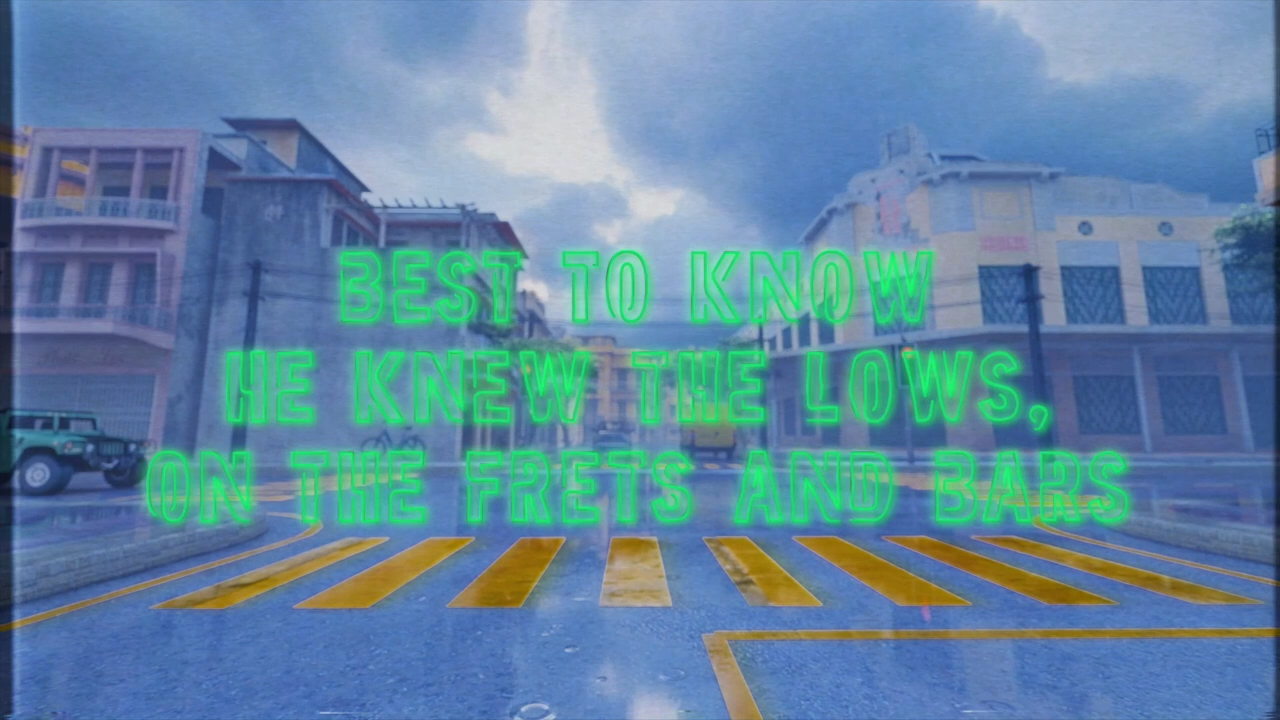 BEST TO KNOW
HE KNEW THE LOWS,
ON THE FRETS AND BARS